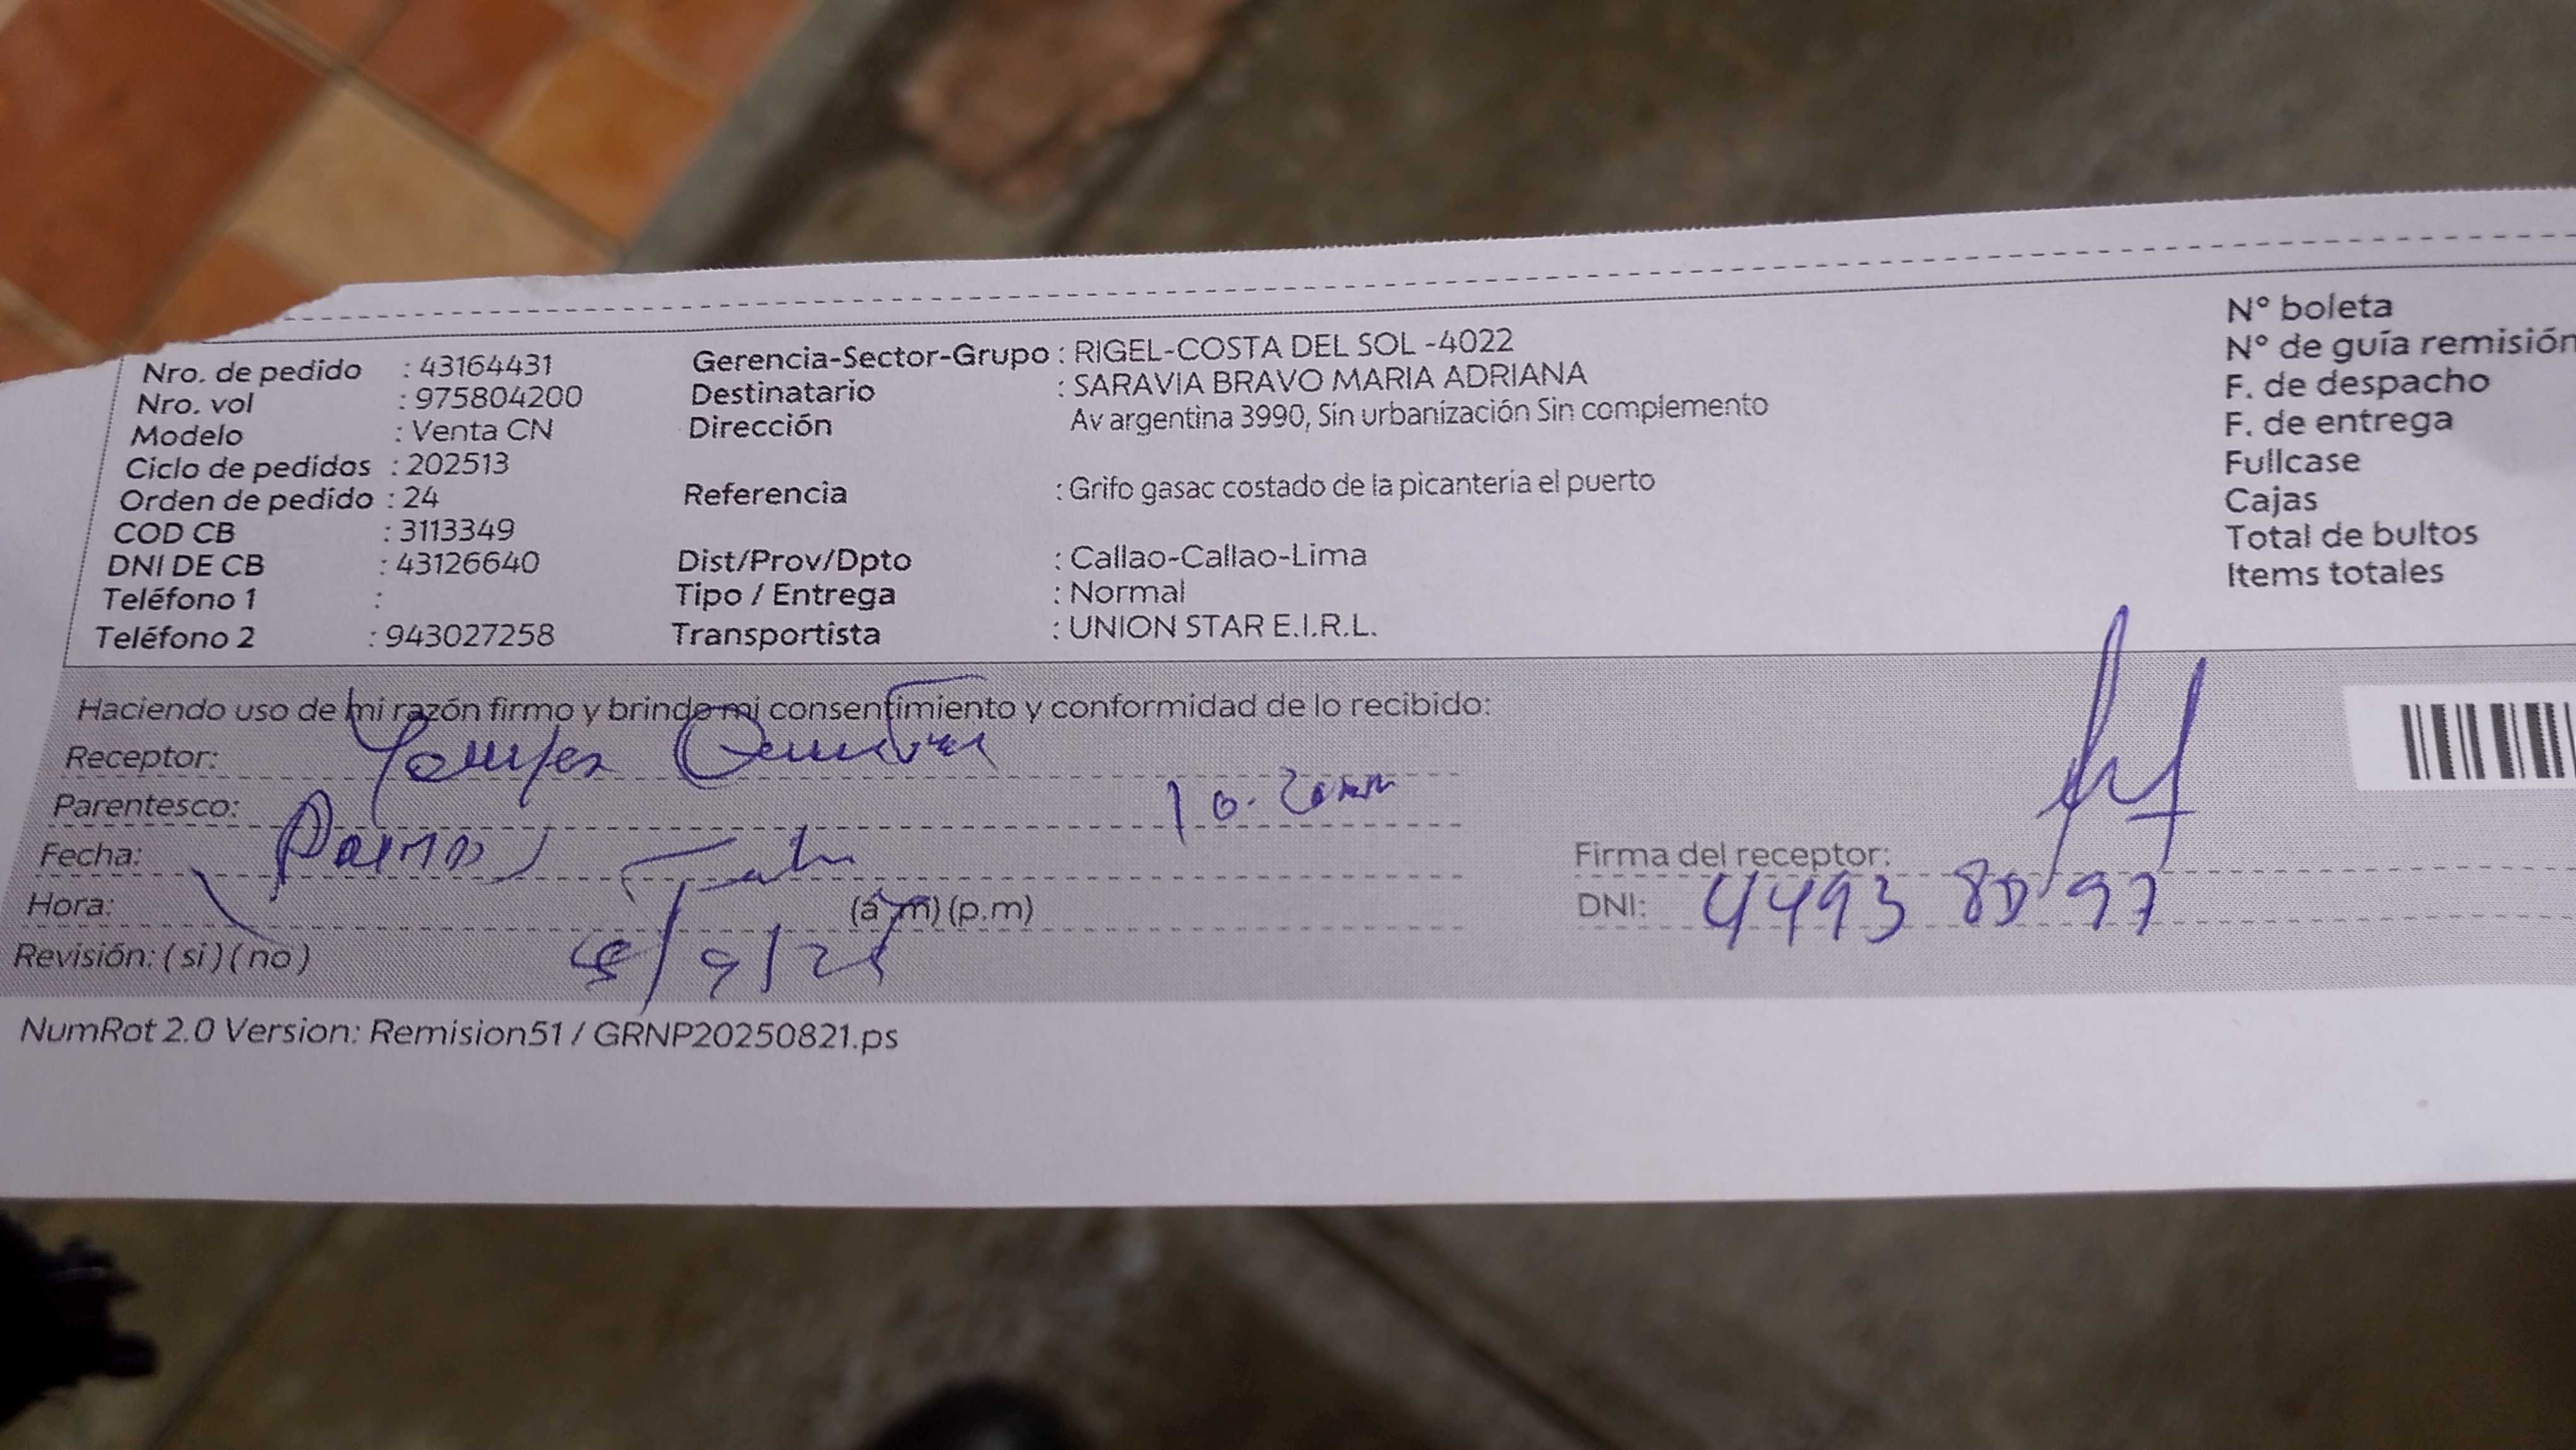 Nro. de pedido : 43164431
Nro. vol : 975804200
Modelo : Venta CN
Ciclo de pedidos : 202513
Orden de pedido : 24
COD CB : 3113349
DNI DE CB : 43126640
Teléfono 1 :
Teléfono 2 : 943027258
Gerencia-Sector-Grupo : RIGEL-COSTA DEL SOL -4022
Destinatario : SARAVIA BRAVO MARIA ADRIANA
Dirección Av argentina 3990, Sin urbanización Sin complemento
Referencia : Grifo gasac costado de la picanteria el puerto
Dist/Prov/Dpto : Callao-Callao-Lima
Tipo / Entrega : Normal
Transportista : UNION STAR E.I.R.L.
N° boleta
N° de guía remisión
F. de despacho
F. de entrega
Fullcase
Cajas
Total de bultos
Items totales
Haciendo uso de mi razón firmo y brindo mi consentimiento y conformidad de lo recibido:
Receptor:
Parentesco:
Fecha:
Hora: (a.m) (p.m)
Revisión: ( si ) ( no )
Firma del receptor:
DNI: 4493 80 97
NumRot 2.0 Version: Remision51 / GRNP20250821.ps